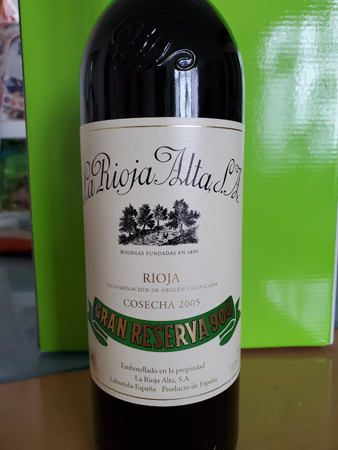 La Rioja Alta, S.A.
BODEGAS FUNDADAS EN 1890
RIOJA
DENOMINACIÓN DE ORIGEN CALIFICADA
COSECHA 2005
GRAN RESERVA 904
Embotellado en la propiedad
La Rioja Alta, S.A.
Labastida-España Producto de España